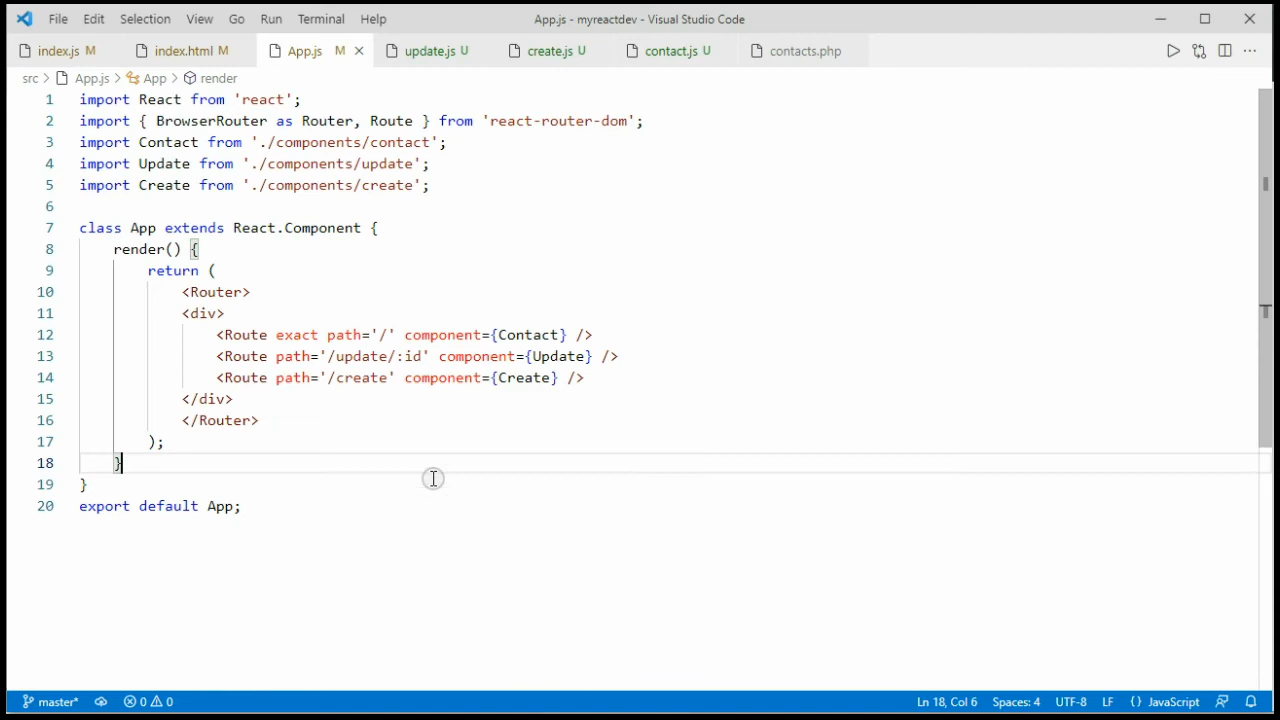 File Edit Selection View Go Run Terminal Help App.js - myreactdev - Visual Studio Code
index.js M index.html M App.js M update.js U create.js U contact.js U contacts.php
src > App.js > App > render
1 import React from 'react';
2 import { BrowserRouter as Router, Route } from 'react-router-dom';
3 import Contact from './components/contact';
4 import Update from './components/update';
5 import Create from './components/create';
6
7 class App extends React.Component {
8 render() {
9 return (
10 <Router>
11 <div>
12 <Route exact path='/' component={Contact} />
13 <Route path='/update/:id' component={Update} />
14 <Route path='/create' component={Create} />
15 </div>
16 </Router>
17 );
18 }
19 }
20 export default App;
master* 0 0 Ln 18, Col 6 Spaces: 4 UTF-8 LF {} JavaScript